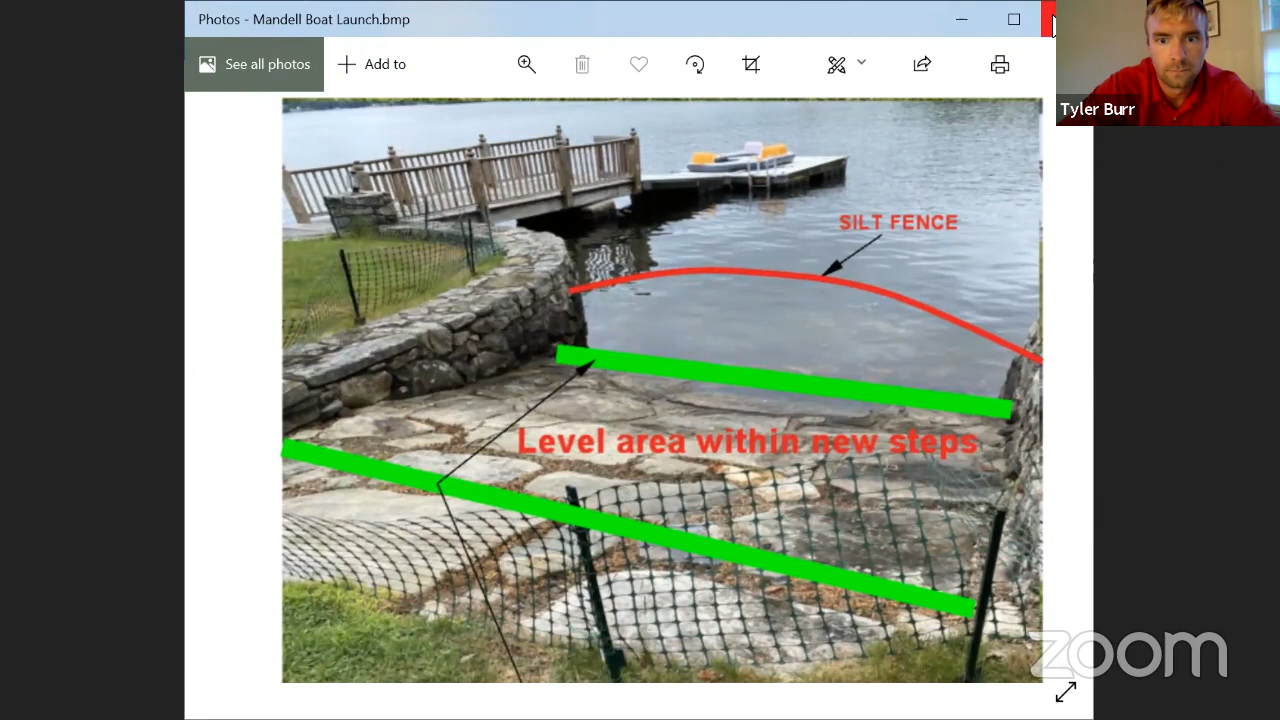 Photos - Mandell Boat Launch.bmp
See all photos
Add to
Tyler Burr
SILT FENCE
Level area within new steps
zoom